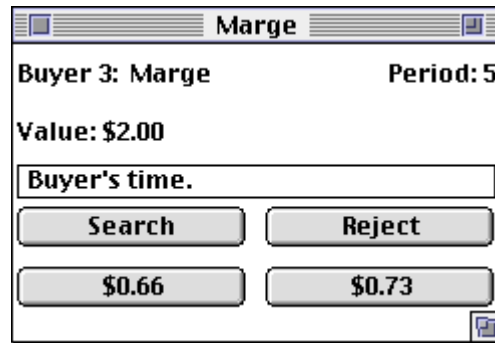 Marge
Buyer 3: Marge Period: 5
Value: $2.00
Buyer's time.
Search Reject
$0.66 $0.73